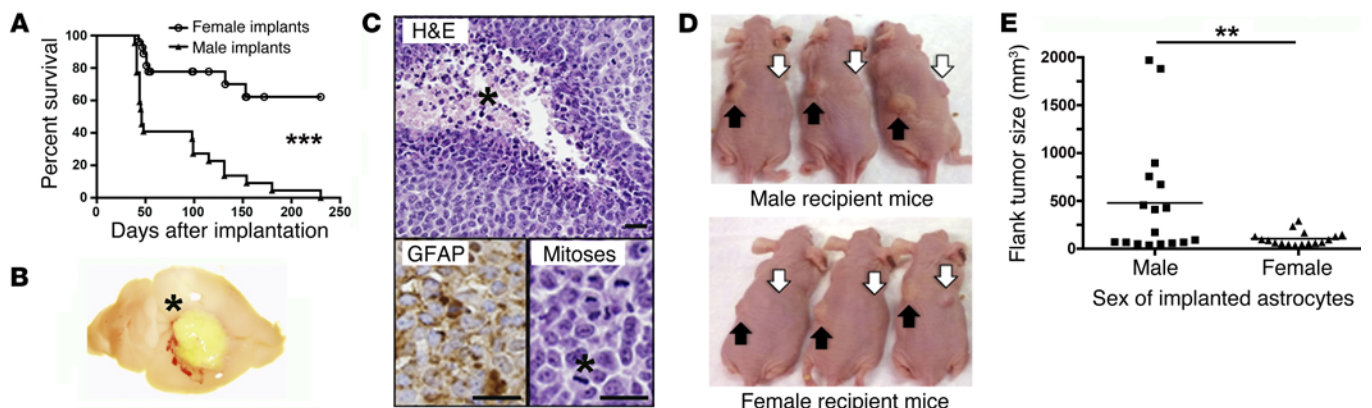 A
Female implants
Male implants
Percent survival
100
80
60
40
20
0
***
0 50 100 150 200 250
Days after implantation
B
*
C
H&E
*
GFAP
Mitoses
*
D
Male recipient mice
Female recipient mice
E
**
Flank tumor size (mm³)
2000
1500
1000
500
0
Male Female
Sex of implanted astrocytes